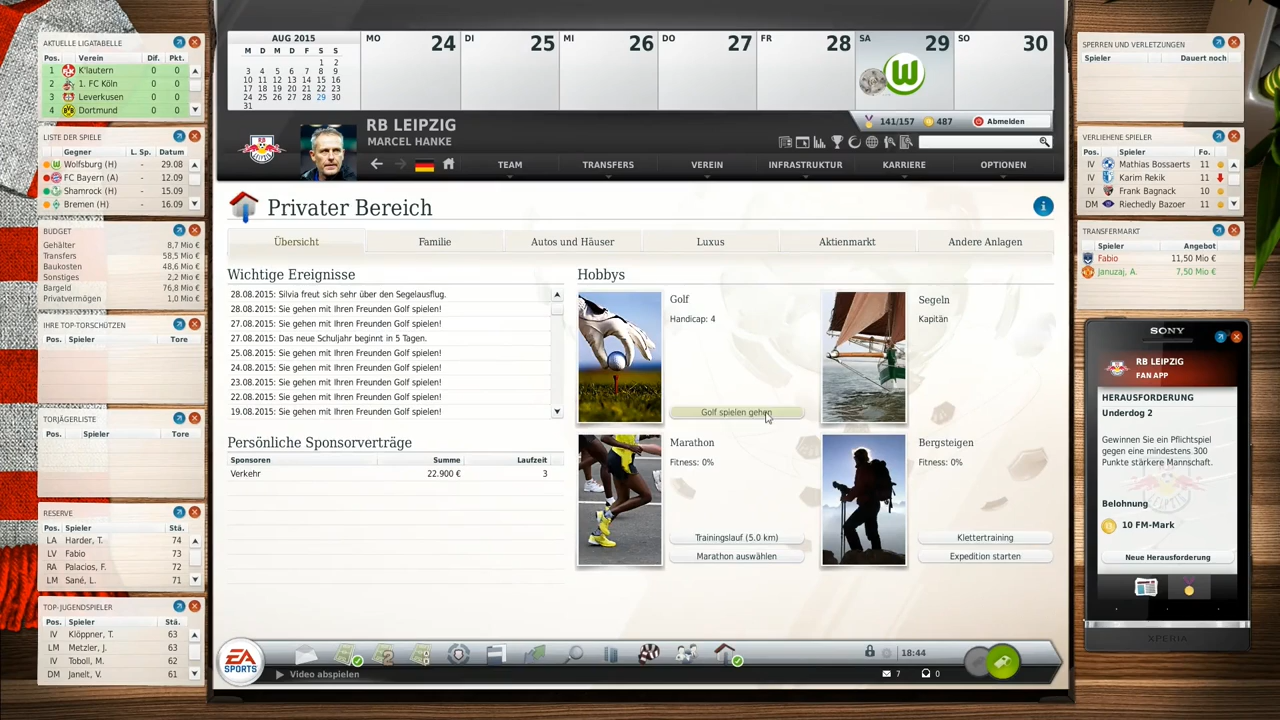 AKTUELLE LIGATABELLE
Pos. Verein Dif. Pkt.
1 K'lautern 0 0
2 1. FC Köln 0 0
3 Leverkusen 0 0
4 Dortmund 0 0
LISTE DER SPIELE
Gegner L. Sp. Datum
Wolfsburg (H) - 29.08
FC Bayern (A) - 12.09
Shamrock (H) - 15.09
Bremen (H) - 16.09
BUDGET
Gehälter 8,7 Mio €
Transfers 58,5 Mio €
Baukosten 48,6 Mio €
Sonstiges 2,2 Mio €
Bargeld 76,8 Mio €
Privatvermögen 1,0 Mio €
IHRE TOP-TORSCHÜTZEN
Pos. Spieler Tore
TORJÄGERLISTE
Spieler Tore
RESERVE
Pos. Spieler Stä.
LA Harder, T. 74
LV Fabio 73
RA Palacios, F. 72
LM Sané, L. 71
TOP-JUGENDSPIELER
Pos. Spieler Stä.
IV Klöppner, T. 63
LM Metzler, J. 63
IV Toboll, M. 62
DM Janelt, V. 61
AUG 2015
M D M D F S S
1 2
3 4 5 6 7 8 9
10 11 12 13 14 15 16
17 18 19 20 21 22 23
24 25 26 27 28 29 30
31
MO 24 DI 25 MI 26 DO 27 FR 28 SA 29 SO 30
141/157 487 Abmelden
RB LEIPZIG
MARCEL HANKE
TEAM TRANSFERS VEREIN INFRASTRUKTUR KARRIERE OPTIONEN
Privater Bereich
Übersicht Familie Autos und Häuser Luxus Aktienmarkt Andere Anlagen
Wichtige Ereignisse
28.08.2015: Silvia freut sich sehr über den Segelausflug.
28.08.2015: Sie gehen mit Ihren Freunden Golf spielen!
27.08.2015: Sie gehen mit Ihren Freunden Golf spielen!
27.08.2015: Das neue Schuljahr beginnt in 5 Tagen.
25.08.2015: Sie gehen mit Ihren Freunden Golf spielen!
24.08.2015: Sie gehen mit Ihren Freunden Golf spielen!
23.08.2015: Sie gehen mit Ihren Freunden Golf spielen!
22.08.2015: Sie gehen mit Ihren Freunden Golf spielen!
19.08.2015: Sie gehen mit Ihren Freunden Golf spielen!
Persönliche Sponsorverträge
Sponsoren Summe Laufzeit
Verkehr 22.900 € 3
Hobbys
Golf
Handicap: 4
Golf spielen gehen
Segeln
Kapitän
Marathon
Fitness: 0%
Trainingslauf (5.0 km)
Marathon auswählen
Bergsteigen
Fitness: 0%
Klettertraining
Expedition starten
EA SPORTS
Video abspielen
18:44
7 0
SPERREN UND VERLETZUNGEN
Spieler Dauert noch
VERLIEHENE SPIELER
Pos. Spieler Fo.
IV Mathias Bossaerts 11
IV Karim Rekik 11
IV Frank Bagnack 10
DM Riechedly Bazoer 11
TRANSFERMARKT
Spieler Angebot
Fabio 11,50 Mio €
Januzaj, A. 7,50 Mio €
SONY
RB LEIPZIG
FAN APP
HERAUSFORDERUNG
Underdog 2
Gewinnen Sie ein Pflichtspiel
gegen eine mindestens 300
Punkte stärkere Mannschaft.
Belohnung
10 FM-Mark
Neue Herausforderung
XPERIA